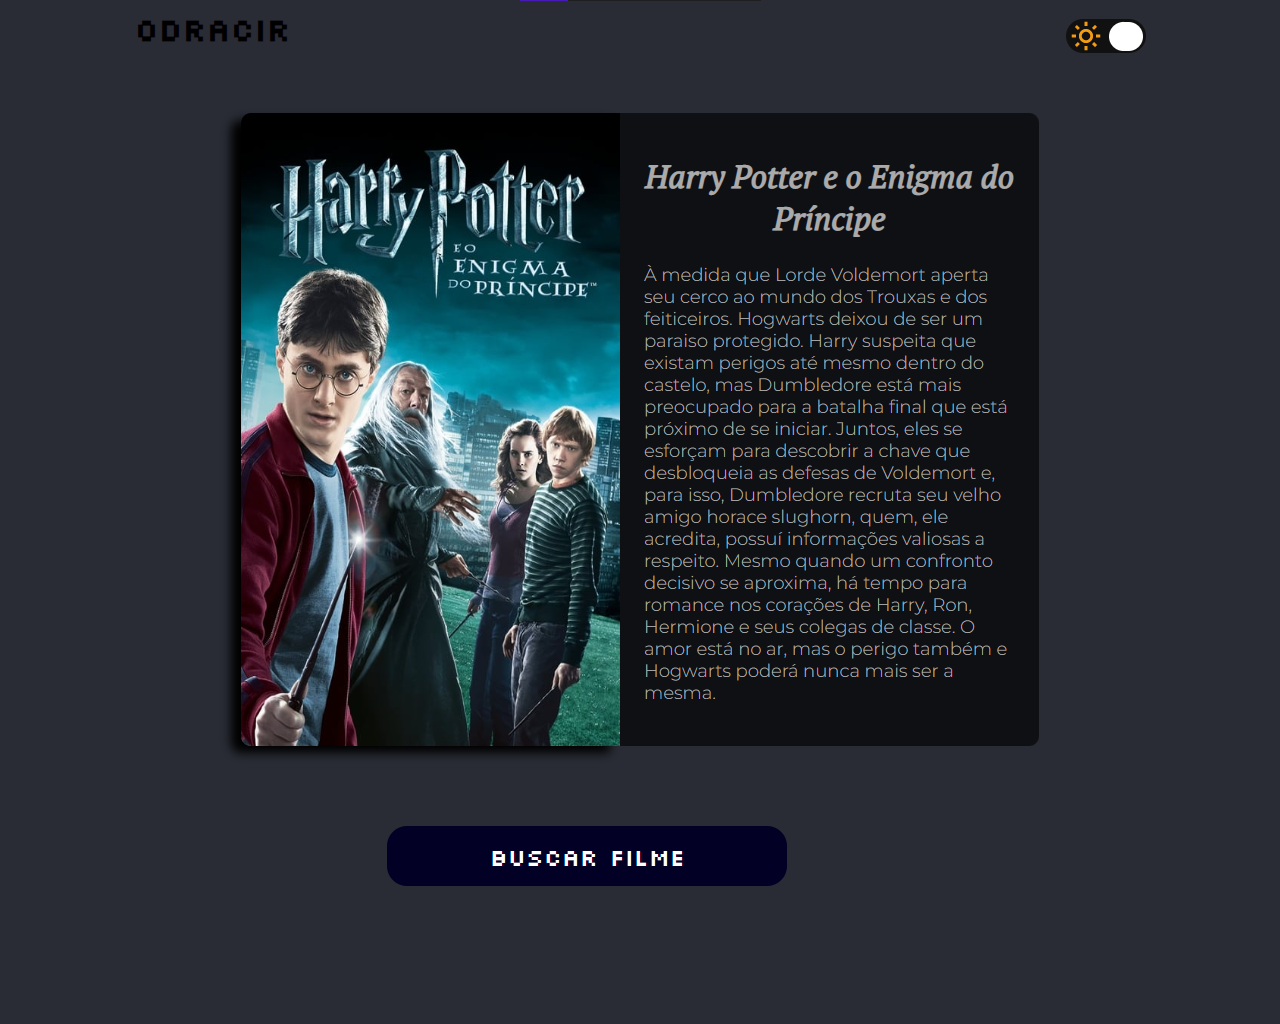 ODRACIR
Harry Potter
E O
ENIGMA
DO PRÍNCIPE™
Harry Potter e o Enigma do
Príncipe
À medida que Lorde Voldemort aperta
seu cerco ao mundo dos Trouxas e dos
feiticeiros. Hogwarts deixou de ser um
paraiso protegido. Harry suspeita que
existam perigos até mesmo dentro do
castelo, mas Dumbledore está mais
preocupado para a batalha final que está
próximo de se iniciar. Juntos, eles se
esforçam para descobrir a chave que
desbloqueia as defesas de Voldemort e,
para isso, Dumbledore recruta seu velho
amigo horace slughorn, quem, ele
acredita, possuí informações valiosas a
respeito. Mesmo quando um confronto
decisivo se aproxima, há tempo para
romance nos corações de Harry, Ron,
Hermione e seus colegas de classe. O
amor está no ar, mas o perigo também e
Hogwarts poderá nunca mais ser a
mesma.
BUSCAR FILME